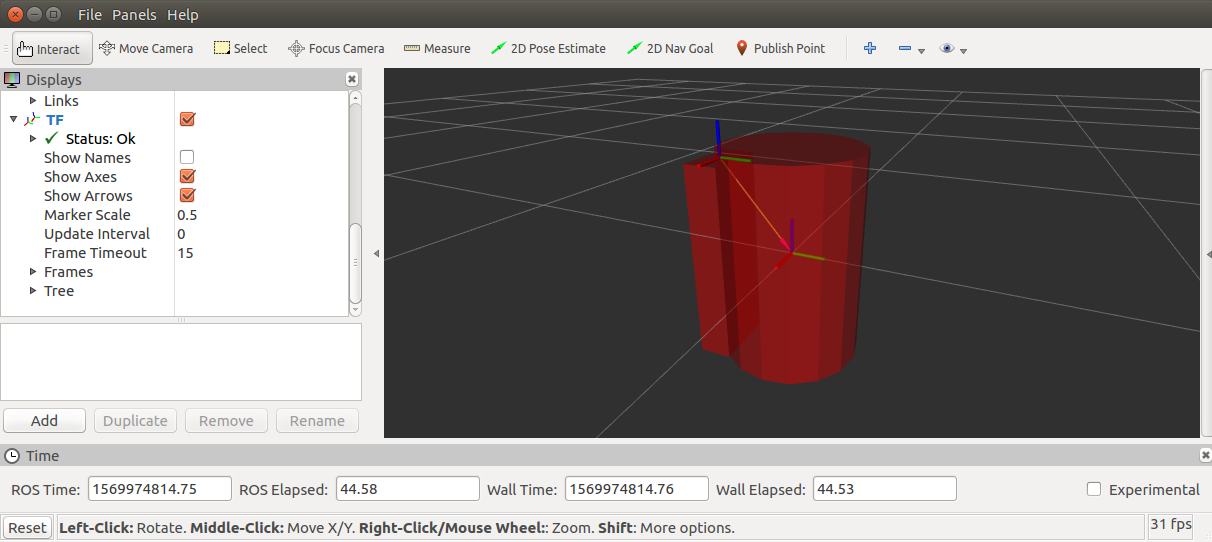 File Panels Help
Interact Move Camera Select Focus Camera Measure 2D Pose Estimate 2D Nav Goal Publish Point
Displays
Links
TF
Status: Ok
Show Names
Show Axes
Show Arrows
Marker Scale 0.5
Update Interval 0
Frame Timeout 15
Frames
Tree
Add Duplicate Remove Rename
Time
ROS Time: 1569974814.75 ROS Elapsed: 44.58 Wall Time: 1569974814.76 Wall Elapsed: 44.53 Experimental
Reset Left-Click: Rotate. Middle-Click: Move X/Y. Right-Click/Mouse Wheel:: Zoom. Shift: More options. 31 fps